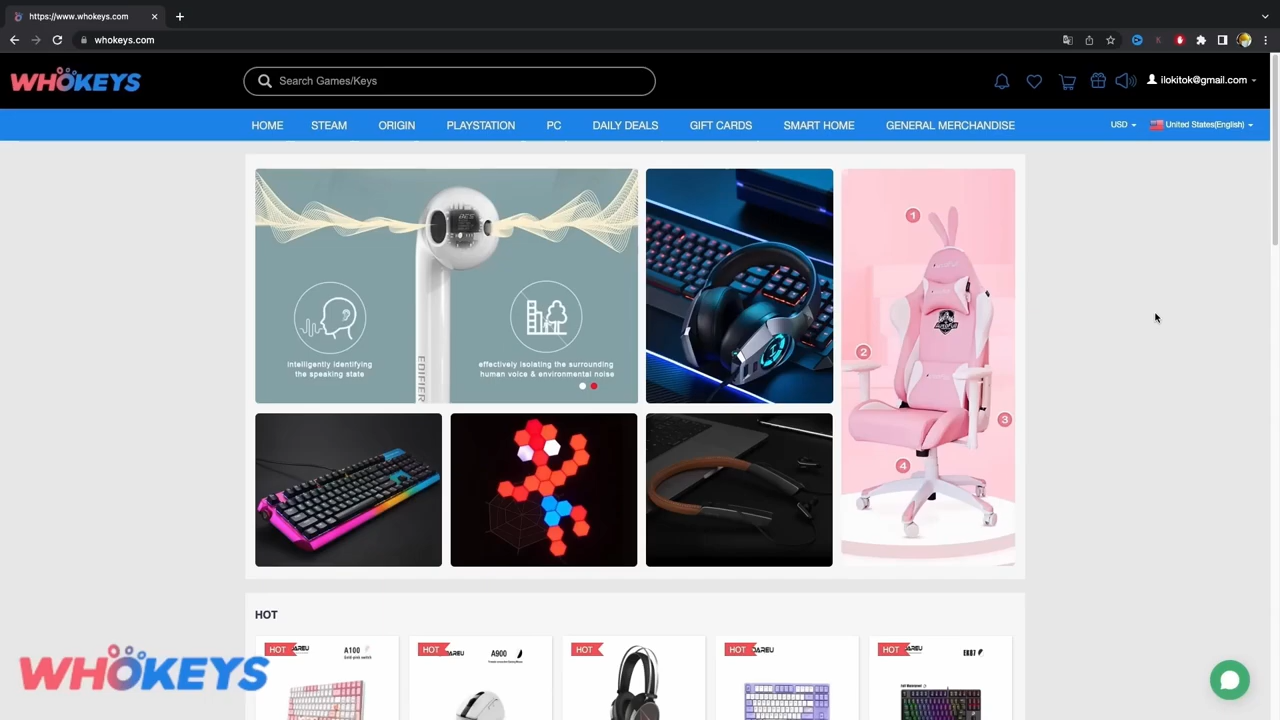 https://www.whokeys.com
whokeys.com
WHOKEYS
Search Games/Keys
ilokitok@gmail.com
HOME STEAM ORIGIN PLAYSTATION PC DAILY DEALS GIFT CARDS SMART HOME GENERAL MERCHANDISE
USD United States(English)
AES
intelligently identifying
the speaking state
effectively isolating the surrounding
human voice & environmental noise
EDIFIER
1
2
3
4
HOT
HOT A100
HOT A900
HOT
HOT DAREU
HOT EK87
WHOKEYS